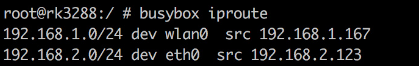 root@rk3288:/ # busybox iproute
192.168.1.0/24 dev wlan0  src 192.168.1.167
192.168.2.0/24 dev eth0  src 192.168.2.123